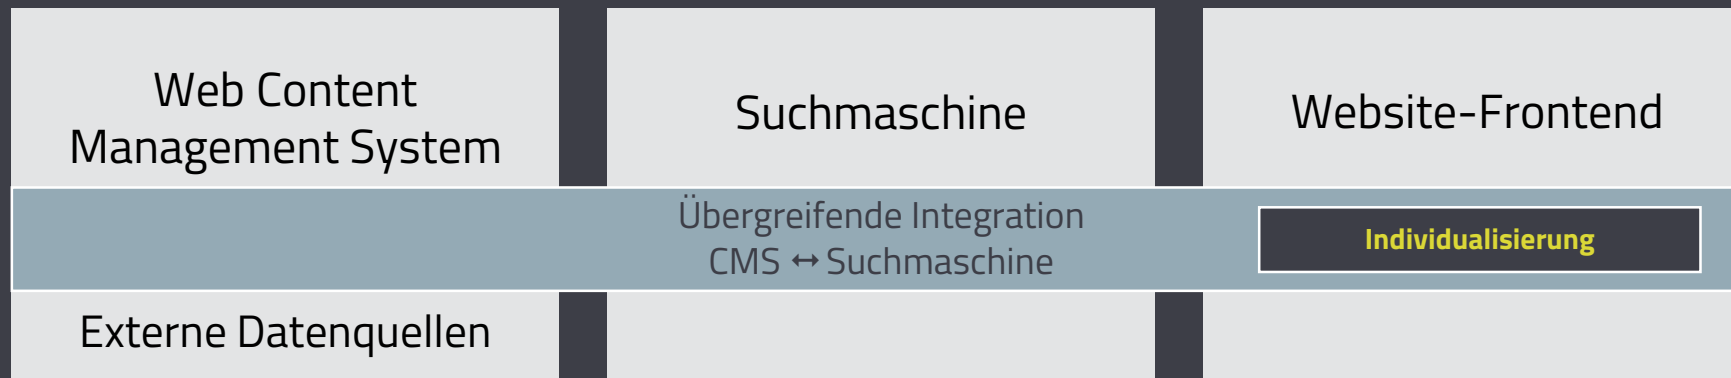 Web Content
Management System
Suchmaschine
Website-Frontend
Übergreifende Integration
CMS ↔ Suchmaschine
Individualisierung
Externe Datenquellen